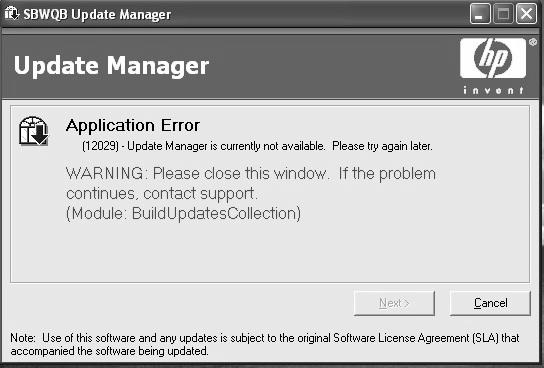 SBWQB Update Manager
Update Manager
hp
®
invent
Application Error
(12029) - Update Manager is currently not available. Please try again later.
WARNING: Please close this window. If the problem
continues, contact support.
(Module: BuildUpdatesCollection)
Next >
Cancel
Note: Use of this software and any updates is subject to the original Software License Agreement (SLA) that
accompanied the software being updated.